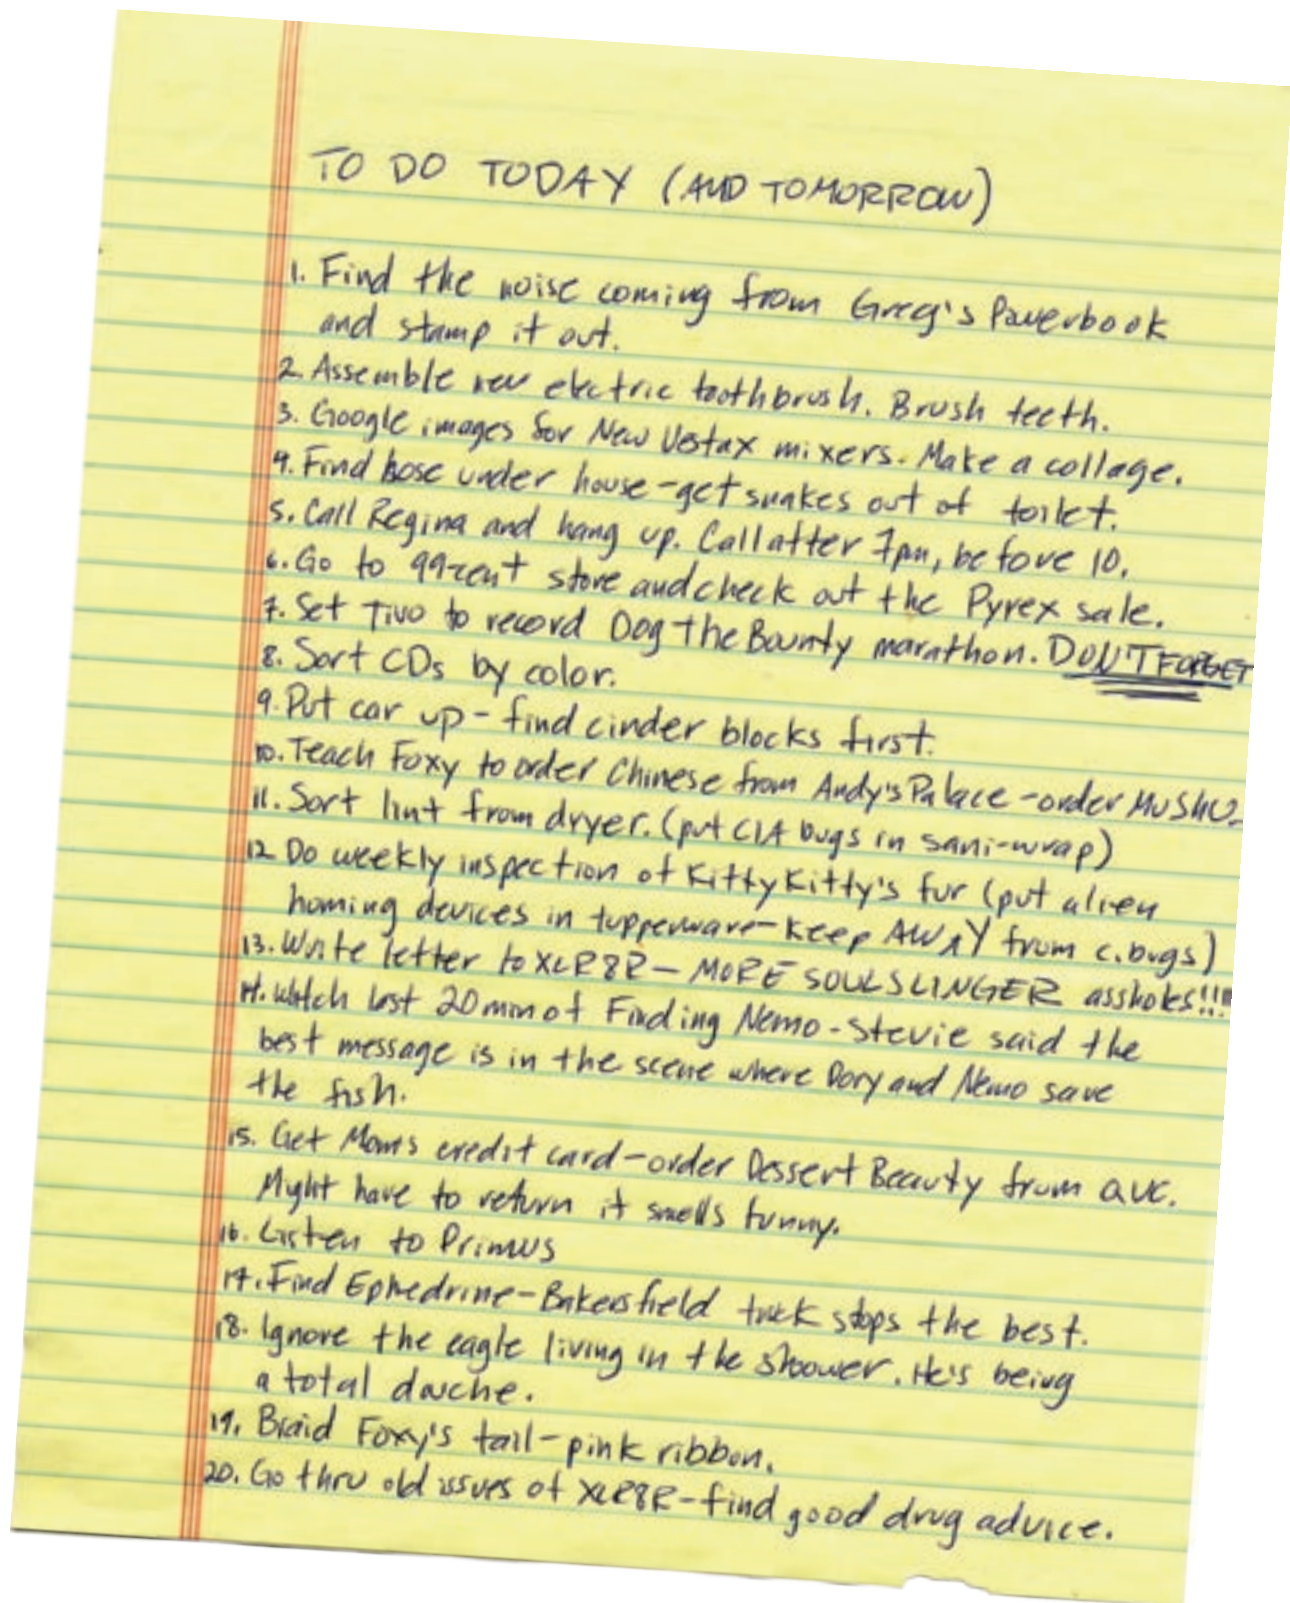 TO DO TODAY (AND TOMORROW)
1. Find the noise coming from Greg's Powerbook
and stamp it out.
2. Assemble new electric toothbrush. Brush teeth.
3. Google images for New Vestax mixers. Make a collage.
4. Find hose under house - get snakes out of toilet.
5. Call Regina and hang up. Call after 7pm, before 10.
6. Go to 99-cent store and check out the Pyrex sale.
7. Set Tivo to record Dog the Bounty marathon. DON'T FORGET
8. Sort CDs by color.
9. Put car up - find cinder blocks first.
10. Teach Foxy to order Chinese from Andy's Palace - order MUSHU.
11. Sort lint from dryer. (put CIA bugs in sani-wrap)
12. Do weekly inspection of KittyKitty's fur (put alien
homing devices in tupperware - keep AWAY from c. bugs)
13. Write letter to XLR8R - MORE SOULSLINGER assholes!!!
14. Watch last 20 min of Finding Nemo - Stevie said the
best message is in the scene where Dory and Nemo save
the fish.
15. Get Mom's credit card - order Dessert Beauty from QVC.
Might have to return it smells funny.
16. Listen to Primus
17. Find Ephedrine - Bakersfield truck stops the best.
18. Ignore the eagle living in the shower. He's being
a total douche.
19. Braid Foxy's tail - pink ribbon.
20. Go thru old issues of XLR8R - find good drug advice.